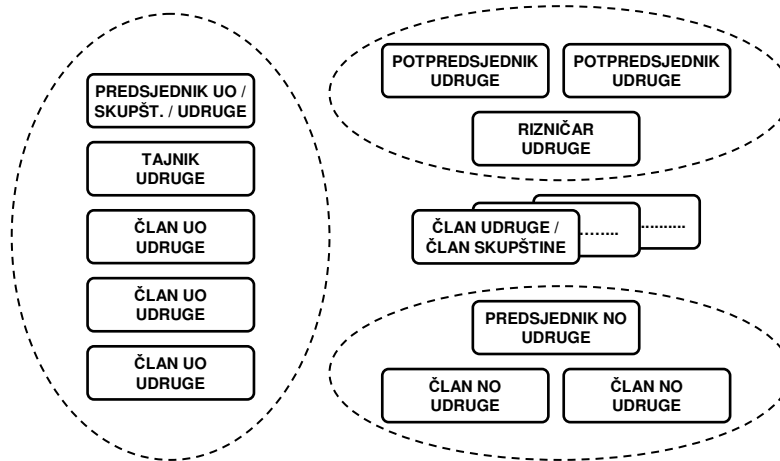 PREDSJEDNIK UO /
SKUPŠT. / UDRUGE
TAJNIK
UDRUGE
ČLAN UO
UDRUGE
ČLAN UO
UDRUGE
ČLAN UO
UDRUGE
POTPREDSJEDNIK
UDRUGE
POTPREDSJEDNIK
UDRUGE
RIZNIČAR
UDRUGE
ČLAN UDRUGE /
ČLAN SKUPŠTINE
........
...........
PREDSJEDNIK NO
UDRUGE
ČLAN NO
UDRUGE
ČLAN NO
UDRUGE